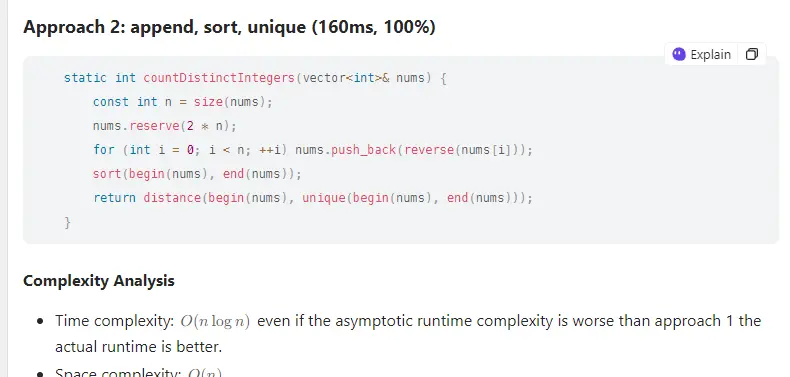 Approach 2: append, sort, unique (160ms, 100%)
Explain
static int countDistinctIntegers(vector<int>& nums) {
const int n = size(nums);
nums.reserve(2 * n);
for (int i = 0; i < n; ++i) nums.push_back(reverse(nums[i]));
sort(begin(nums), end(nums));
return distance(begin(nums), unique(begin(nums), end(nums)));
}
Complexity Analysis
• Time complexity: O(n log n) even if the asymptotic runtime complexity is worse than approach 1 the
actual runtime is better.
• Space complexity: O(n)